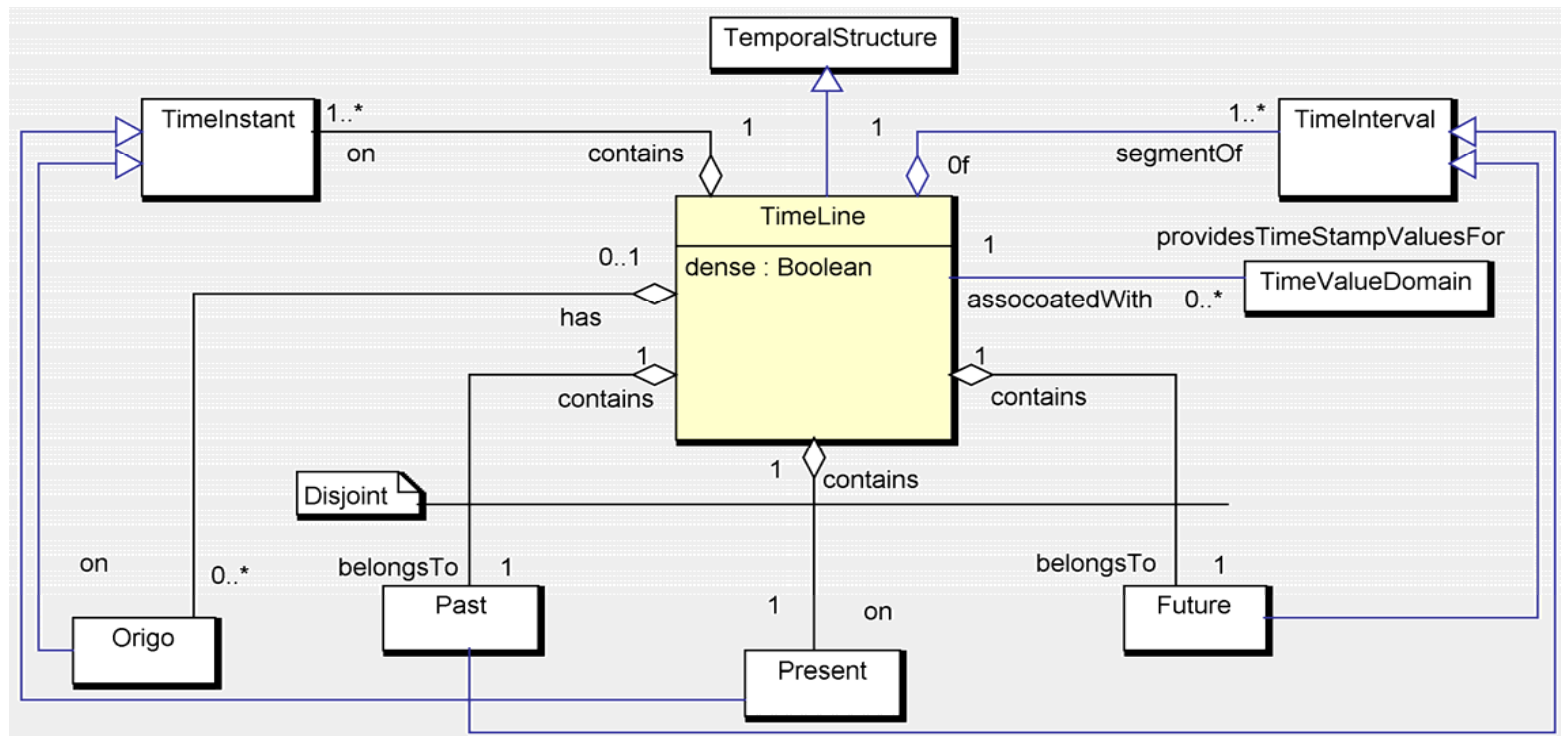 TemporalStructure
TimeInstant
1..*
on
contains
1
1
0f
1..*
segmentOf
TimeInterval
TimeLine
dense : Boolean
0..1
has
1
providesTimeStampValuesFor
assocoatedWith
0..*
TimeValueDomain
1
contains
1
contains
1
contains
Disjoint
on
0..*
belongsTo
1
belongsTo
1
1
on
Origo
Past
Present
Future